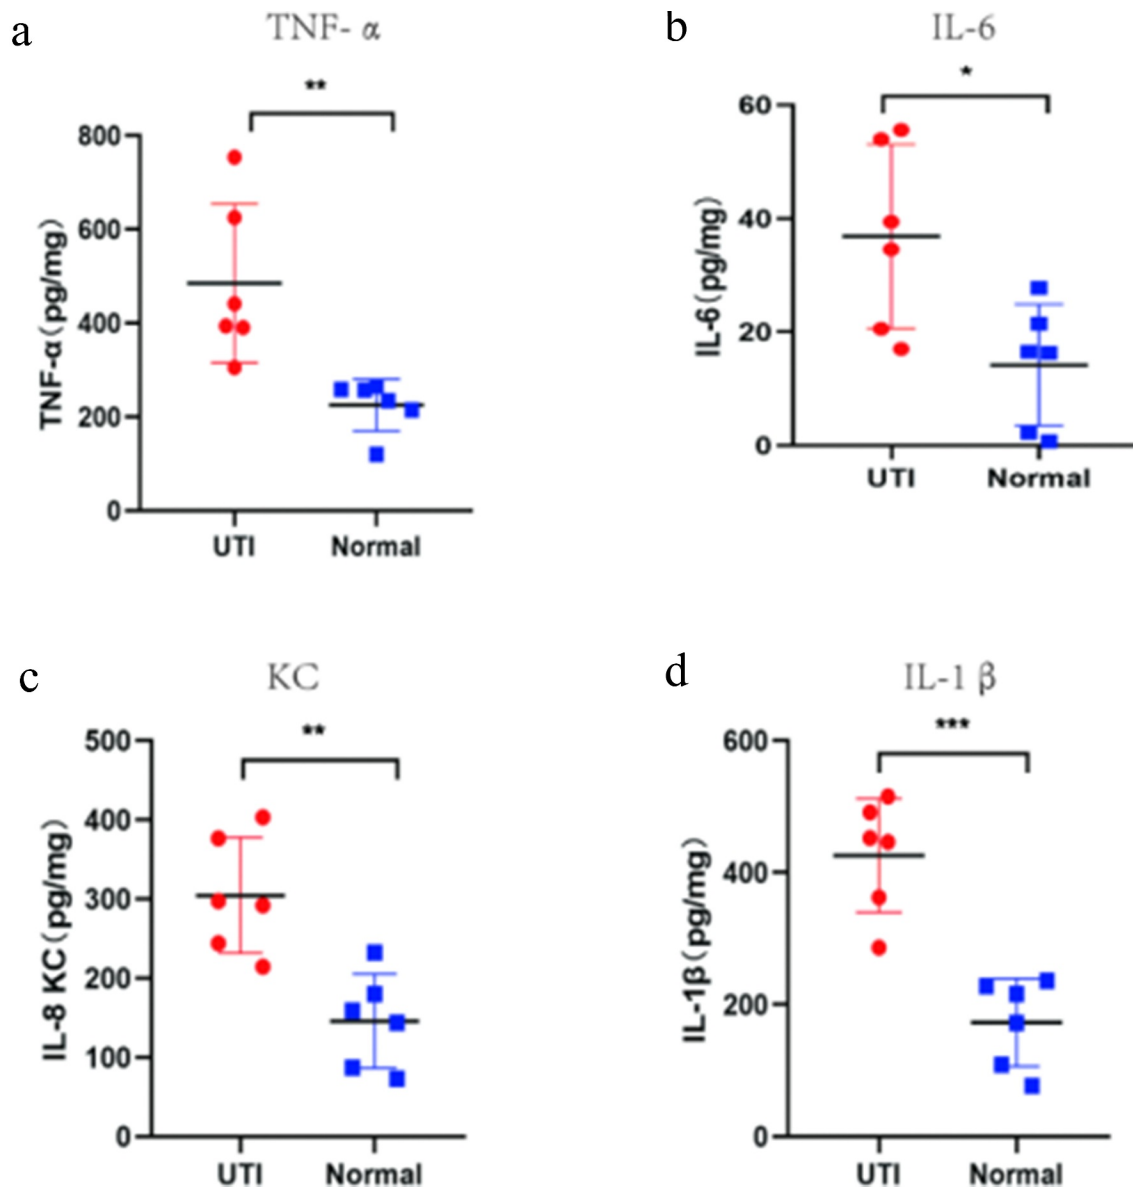 a
TNF- α
**
TNF-α(pg/mg)
800
600
400
200
0
UTI
Normal
b
IL-6
*
IL-6(pg/mg)
60
40
20
0
UTI
Normal
c
KC
**
IL-8 KC(pg/mg)
500
400
300
200
100
0
UTI
Normal
d
IL-1 β
***
IL-1β(pg/mg)
600
400
200
0
UTI
Normal